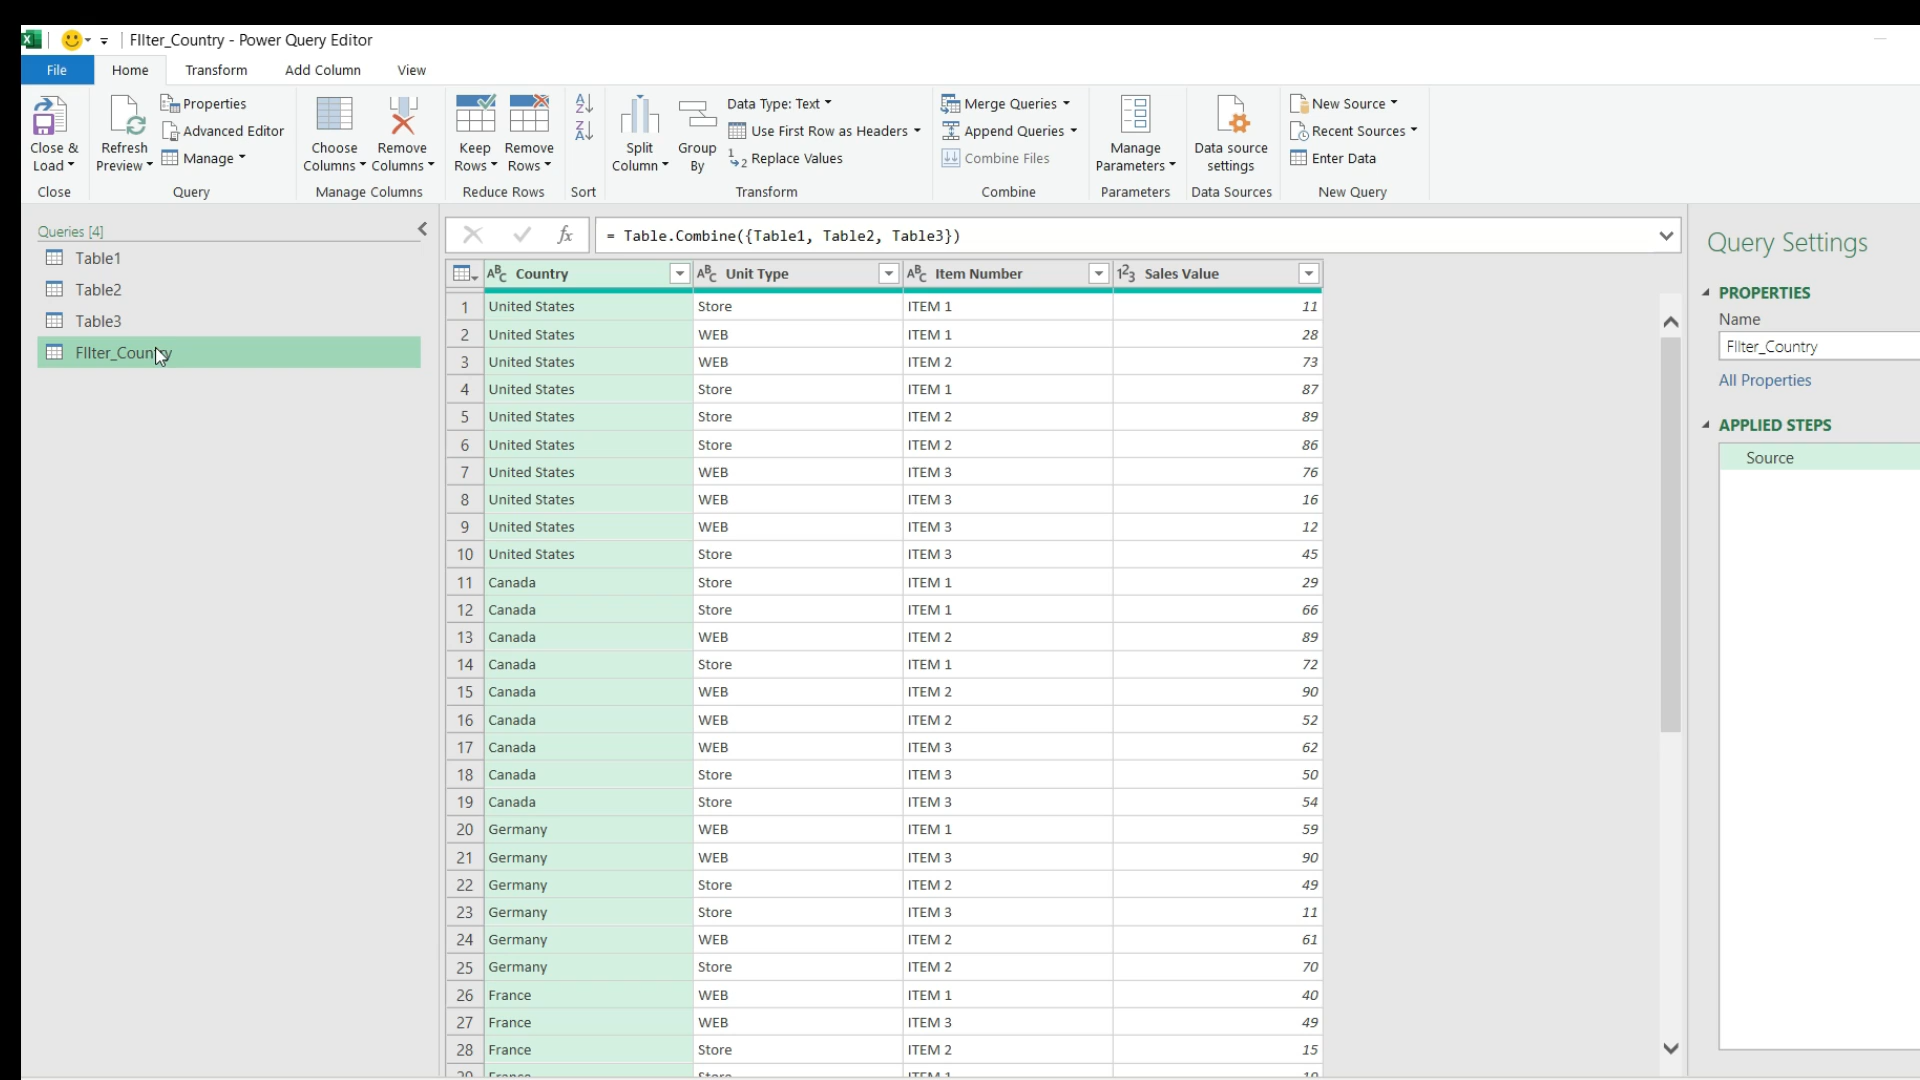 FIlter_Country - Power Query Editor
File
Home
Transform
Add Column
View
Close & Load
Close
Refresh Preview
Properties
Advanced Editor
Manage
Query
Choose Columns
Remove Columns
Manage Columns
Keep Rows
Remove Rows
Reduce Rows
Sort
Split Column
Group By
Data Type: Text
Use First Row as Headers
Replace Values
Transform
Merge Queries
Append Queries
Combine Files
Combine
Manage Parameters
Parameters
Data source settings
Data Sources
New Source
Recent Sources
Enter Data
New Query
Queries [4]
Table1
Table2
Table3
FIlter_Country
fx
= Table.Combine({Table1, Table2, Table3})
Country Unit Type Item Number Sales Value
1 United States Store ITEM 1 11
2 United States WEB ITEM 1 28
3 United States WEB ITEM 2 73
4 United States Store ITEM 1 87
5 United States Store ITEM 2 89
6 United States Store ITEM 2 86
7 United States WEB ITEM 3 76
8 United States WEB ITEM 3 16
9 United States WEB ITEM 3 12
10 United States Store ITEM 3 45
11 Canada Store ITEM 1 29
12 Canada Store ITEM 1 66
13 Canada WEB ITEM 2 89
14 Canada Store ITEM 1 72
15 Canada WEB ITEM 2 90
16 Canada WEB ITEM 2 52
17 Canada WEB ITEM 3 62
18 Canada Store ITEM 3 50
19 Canada Store ITEM 3 54
20 Germany WEB ITEM 1 59
21 Germany WEB ITEM 3 90
22 Germany Store ITEM 2 49
23 Germany Store ITEM 3 11
24 Germany WEB ITEM 2 61
25 Germany Store ITEM 2 70
26 France WEB ITEM 1 40
27 France WEB ITEM 3 49
28 France Store ITEM 2 15
Query Settings
PROPERTIES
Name
FIlter_Country
All Properties
APPLIED STEPS
Source